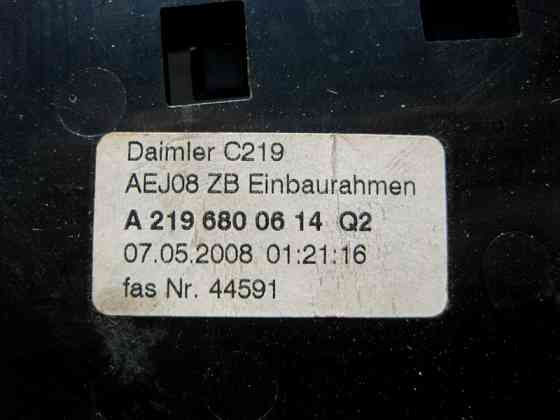 Daimler C219
AEJ08 ZB Einbaurahmen
A 219 680 06 14 Q2
07.05.2008 01:21:16
fas Nr. 44591